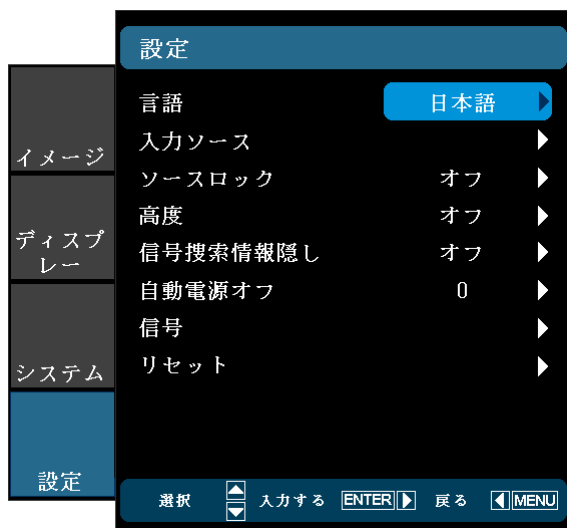 設定
イメージ
ディスプ
レー
システム
設定
言語 日本語
入力ソース
ソースロック オフ
高度 オフ
信号捜索情報隠し オフ
自動電源オフ 0
信号
リセット
選択 入力する ENTER 戻る MENU